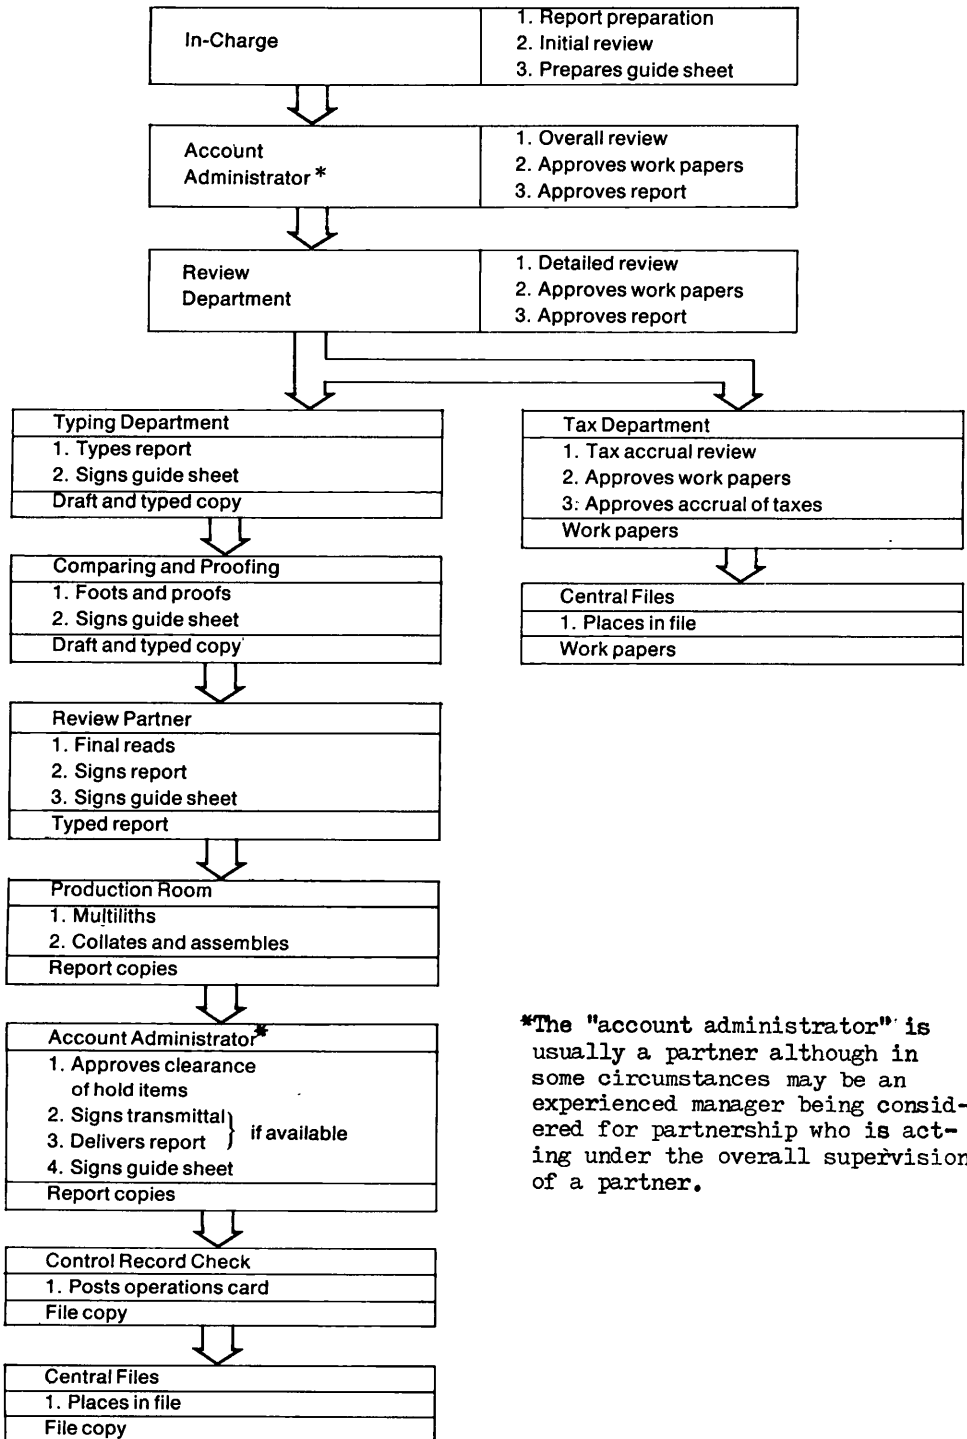 In-Charge
1. Report preparation
2. Initial review
3. Prepares guide sheet
Account
Administrator*
1. Overall review
2. Approves work papers
3. Approves report
Review
Department
1. Detailed review
2. Approves work papers
3. Approves report
Typing Department
1. Types report
2. Signs guide sheet
Draft and typed copy
Tax Department
1. Tax accrual review
2. Approves work papers
3. Approves accrual of taxes
Work papers
Comparing and Proofing
1. Foots and proofs
2. Signs guide sheet
Draft and typed copy
Central Files
1. Places in file
Work papers
Review Partner
1. Final reads
2. Signs report
3. Signs guide sheet
Typed report
Production Room
1. Multiliths
2. Collates and assembles
Report copies
Account Administrator*
1. Approves clearance
of hold items
2. Signs transmittal
3. Delivers report
if available
4. Signs guide sheet
Report copies
*The "account administrator" is
usually a partner although in
some circumstances may be an
experienced manager being consid-
ered for partnership who is act-
ing under the overall supervision
of a partner.
Control Record Check
1. Posts operations card
File copy
Central Files
1. Places in file
File copy